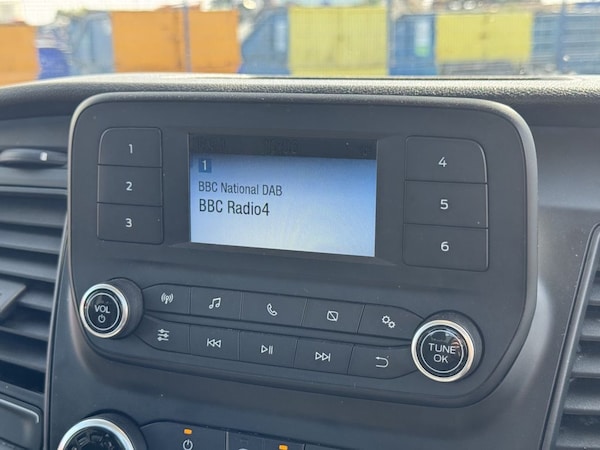 1
2
3
1
BBC National DAB
BBC Radio4
4
5
6
VOL
TUNE
OK